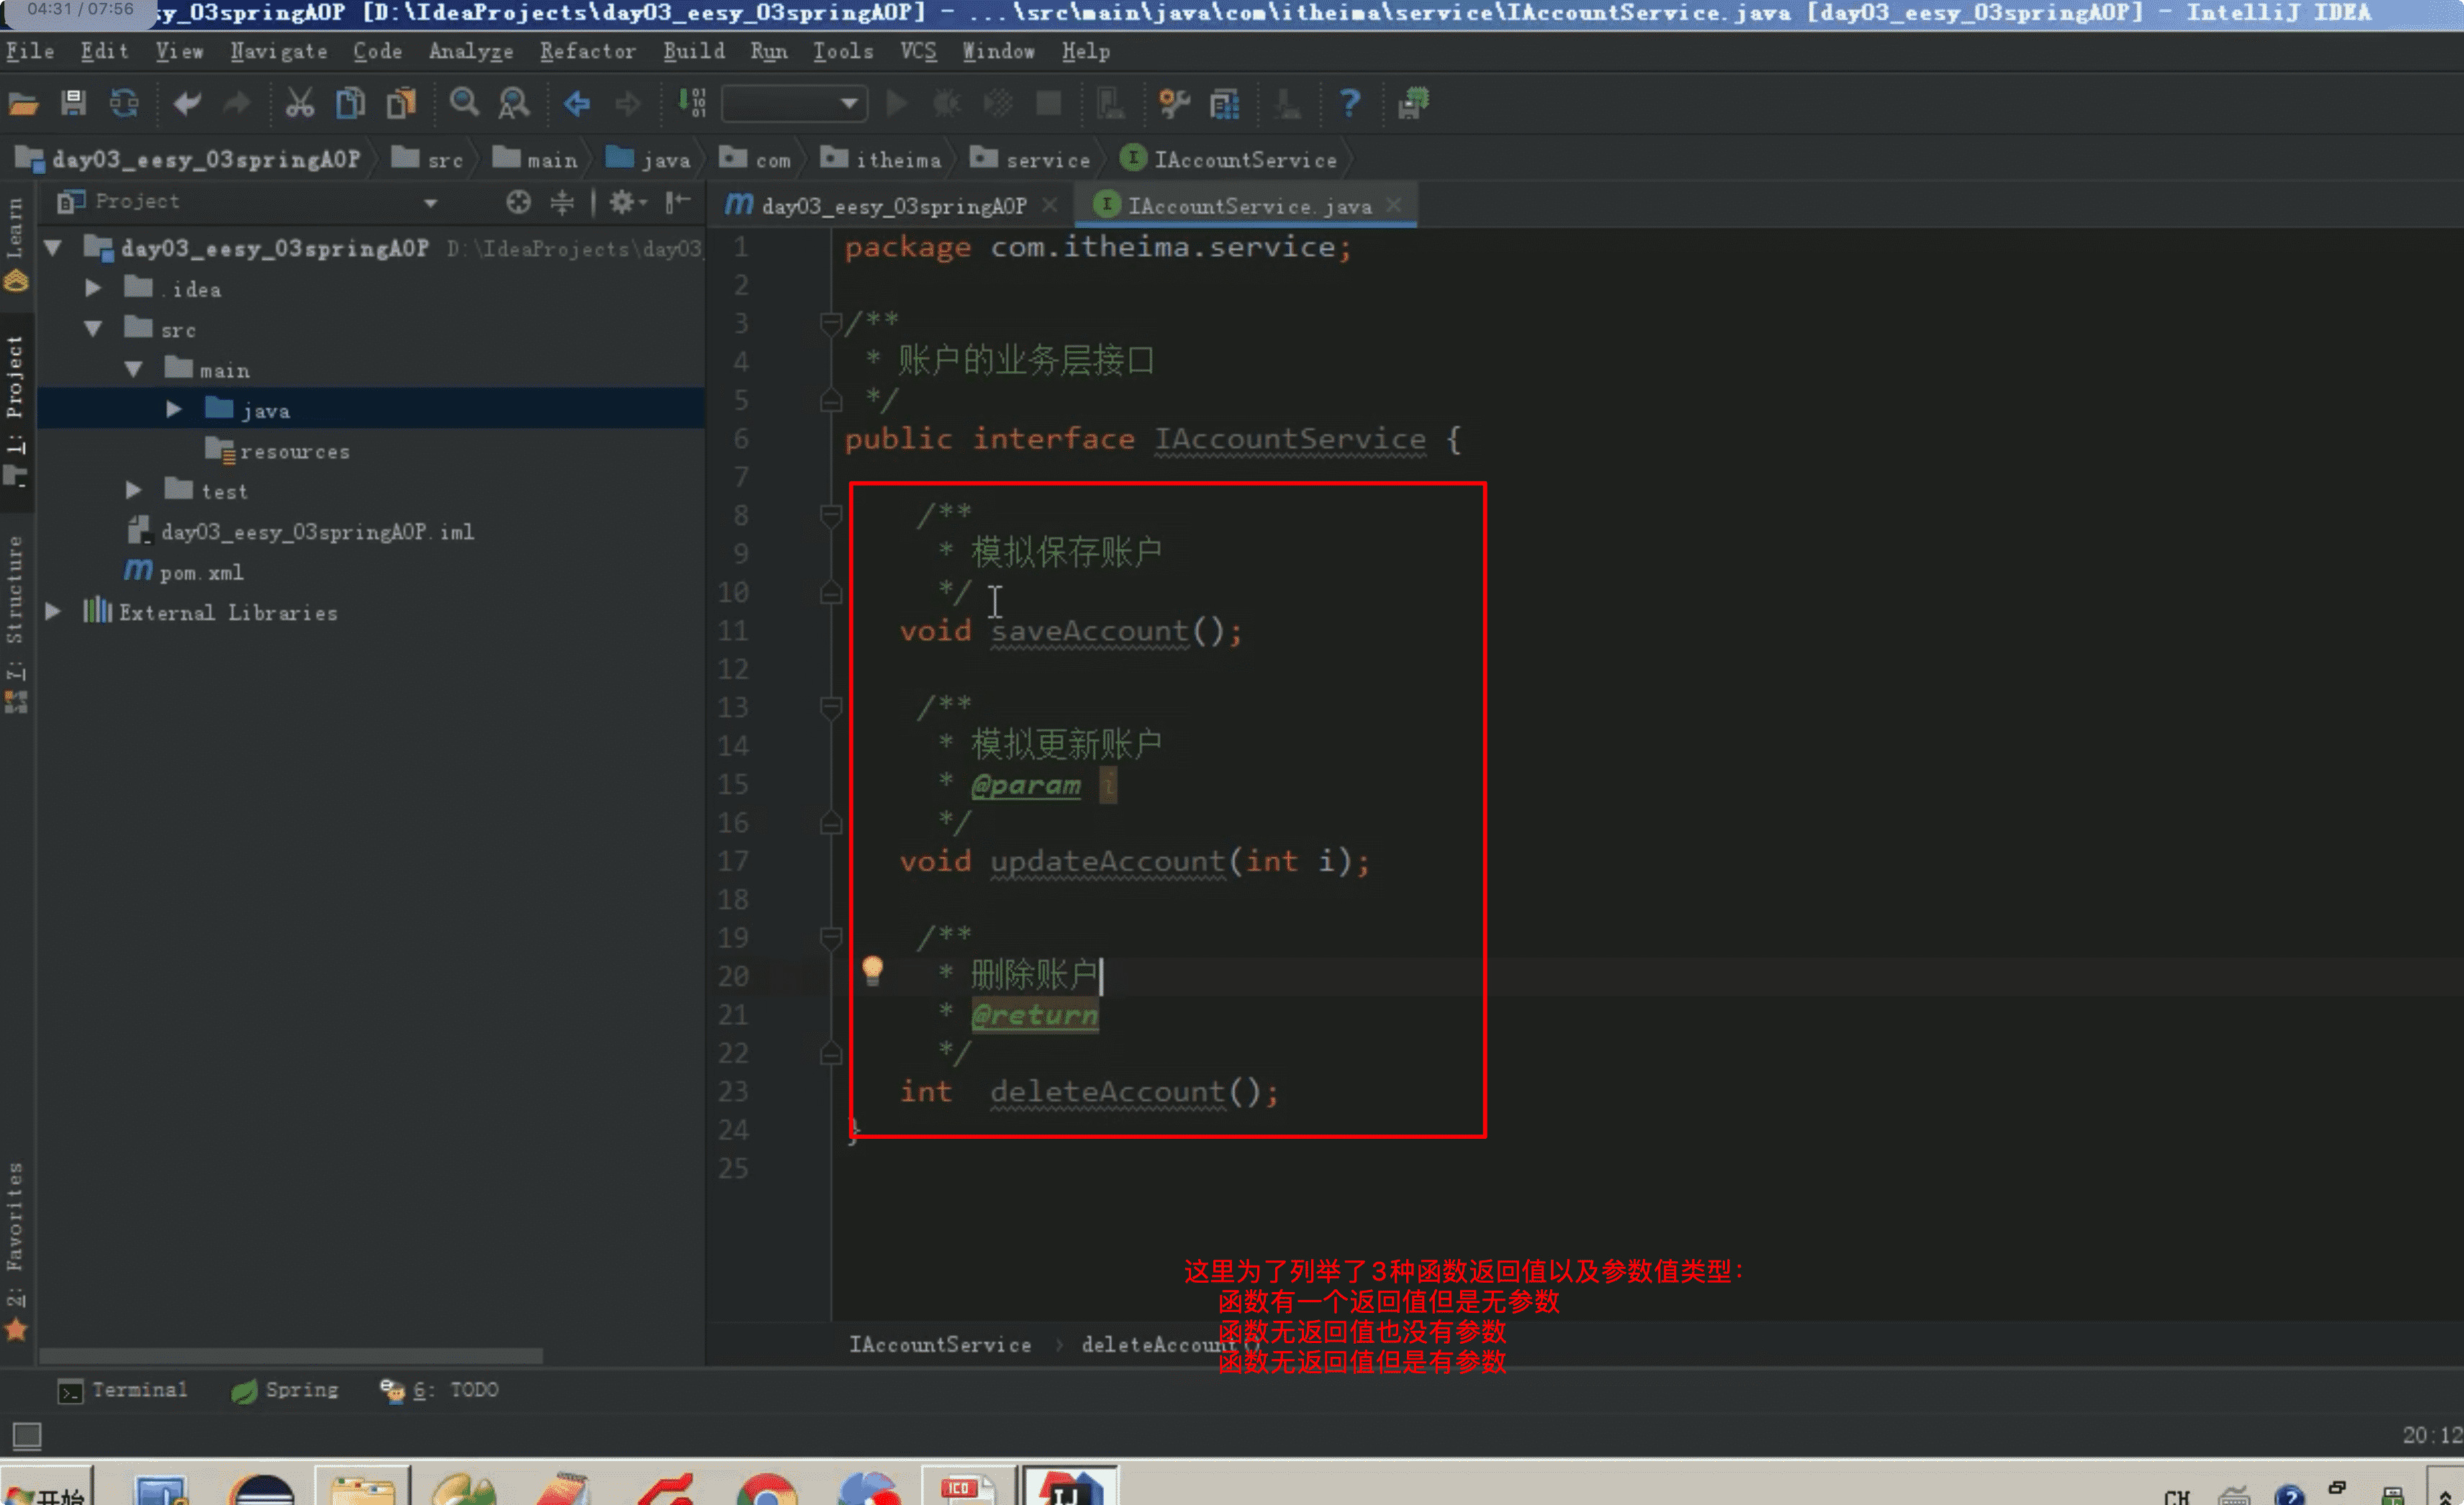 04:31 / 07:56
sy_03springAOP [D:\IdeaProjects\day03_eesy_03springAOP] - ...\src\main\java\com\itheima\service\IAccountService.java [day03_eesy_03springAOP] - IntelliJ IDEA
File Edit View Navigate Code Analyze Refactor Build Run Tools VCS Window Help
day03_eesy_03springAOP src main java com itheima service IAccountService
Project
day03_eesy_03springAOP
IAccountService.java
Learn
1: Project
7: Structure
2: Favorites
day03_eesy_03springAOP D:\IdeaProjects\day03_
.idea
src
main
java
resources
test
day03_eesy_03springAOP.iml
pom.xml
External Libraries
1 package com.itheima.service;
2
3 /**
4 * 账户的业务层接口
5 */
6 public interface IAccountService {
7
8 /**
9 * 模拟保存账户
10 */
11 void saveAccount();
12
13 /**
14 * 模拟更新账户
15 * @param i
16 */
17 void updateAccount(int i);
18
19 /**
20 * 删除账户
21 * @return
22 */
23 int deleteAccount();
24 }
25
这里为了列举了3种函数返回值以及参数值类型：
函数有一个返回值但是无参数
函数无返回值也没有参数
函数无返回值但是有参数
IAccountService › deleteAccount()
Terminal Spring 6: TODO
20:12
开始
ICO
IJ
CH